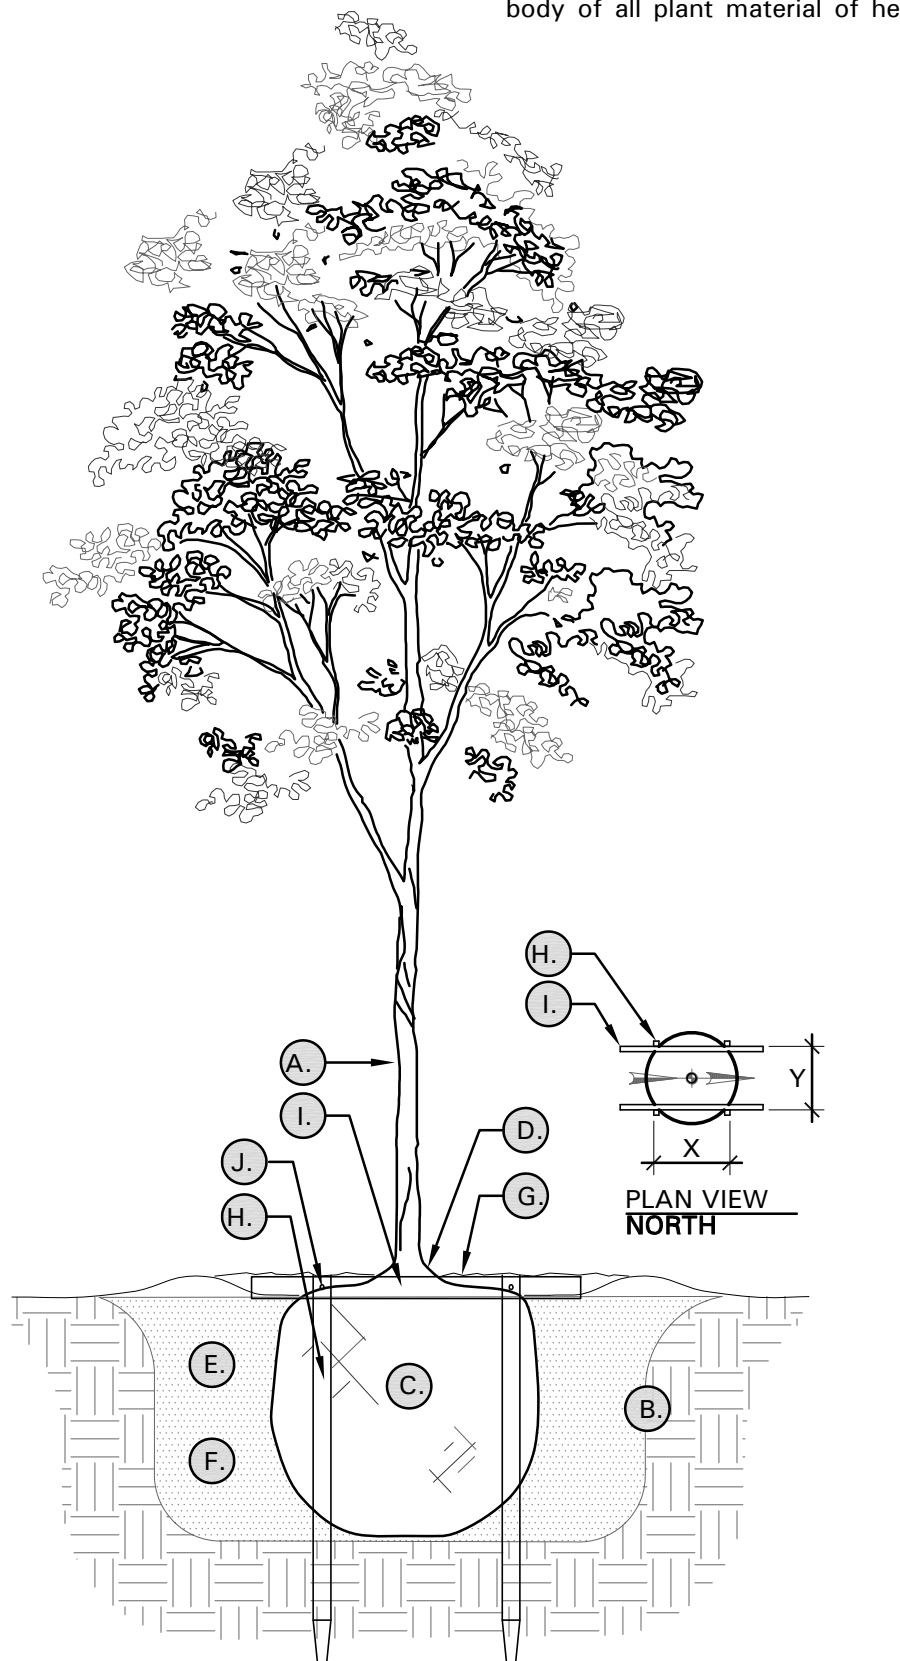 body of all plant material of he
H.
I.
A.
Y
I.
D.
X
J.
G.
PLAN VIEW
H.
NORTH
E.
C.
B.
F.